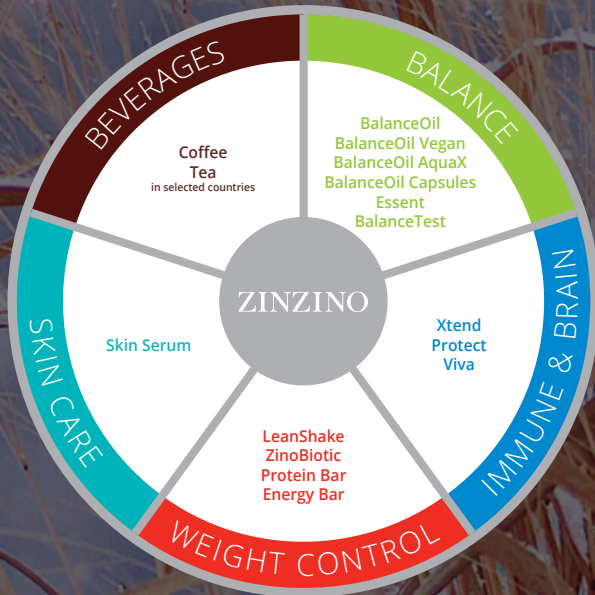 BEVERAGES
Coffee
Tea
in selected countries
BALANCE
BalanceOil
BalanceOil Vegan
BalanceOil AquaX
BalanceOil Capsules
Essent
BalanceTest
ZINZINO
IMMUNE & BRAIN
Xtend
Protect
Viva
SKIN CARE
Skin Serum
WEIGHT CONTROL
LeanShake
ZinoBiotic
Protein Bar
Energy Bar